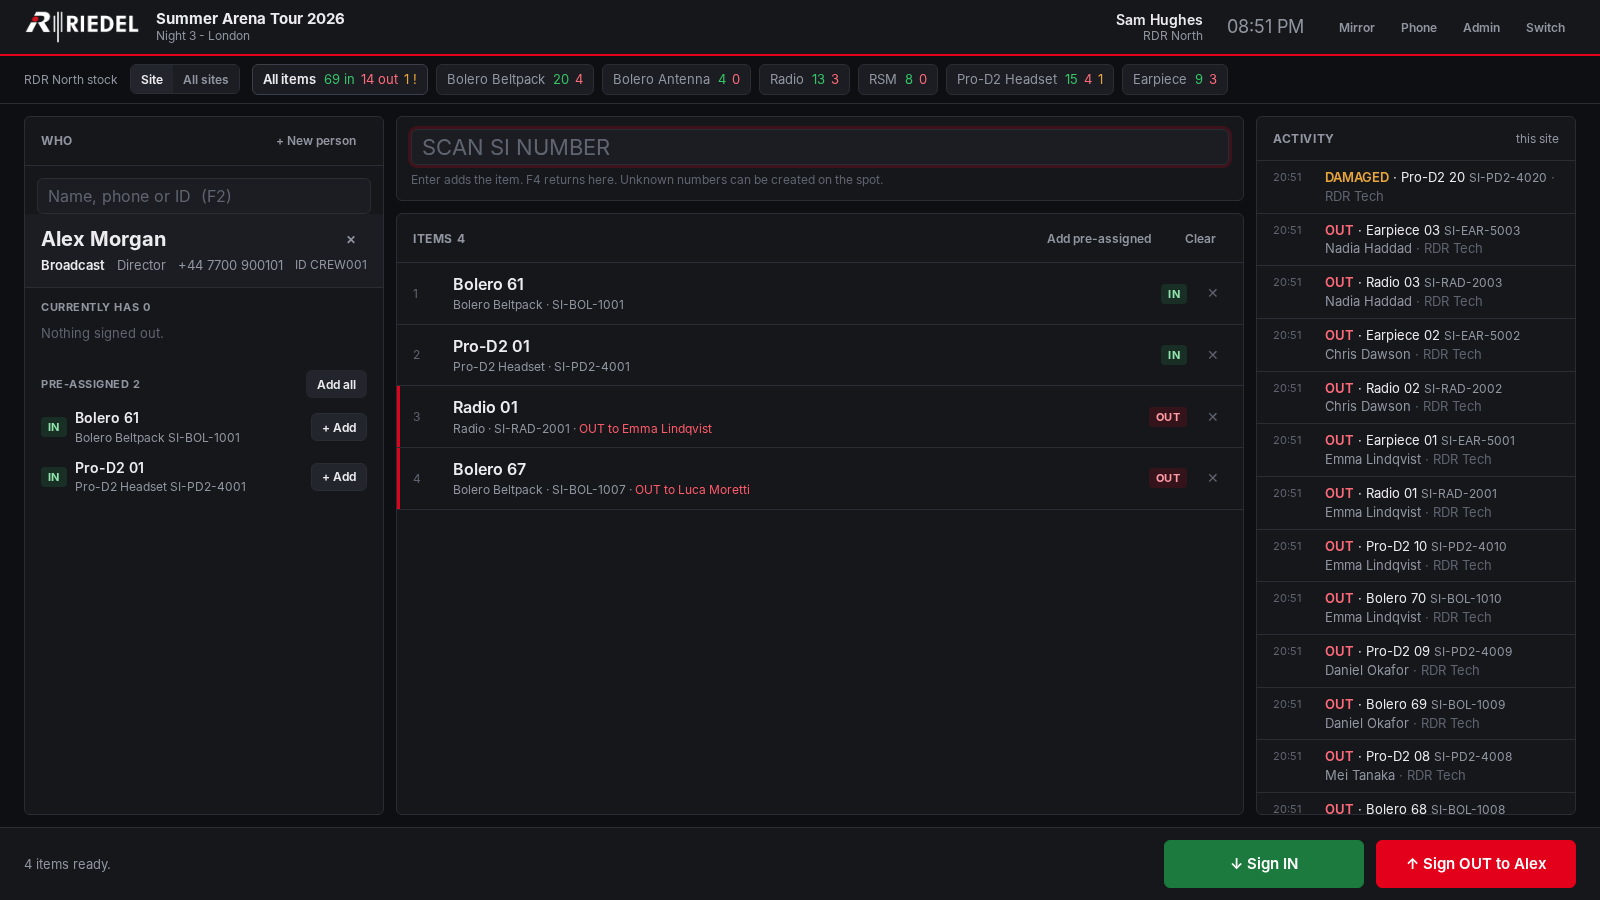 RIEDEL
Summer Arena Tour 2026
Night 3 - London
Sam Hughes
RDR North
08:51 PM
Mirror
Phone
Admin
Switch
RDR North stock
Site
All sites
All items 69 in 14 out 1 !
Bolero Beltpack 20 4
Bolero Antenna 4 0
Radio 13 3
RSM 8 0
Pro-D2 Headset 15 4 1
Earpiece 9 3
WHO
+ New person
Name, phone or ID (F2)
Alex Morgan
×
Broadcast Director +44 7700 900101 ID CREW001
CURRENTLY HAS 0
Nothing signed out.
PRE-ASSIGNED 2
Add all
IN
Bolero 61
Bolero Beltpack SI-BOL-1001
+ Add
IN
Pro-D2 01
Pro-D2 Headset SI-PD2-4001
+ Add
SCAN SI NUMBER
Enter adds the item. F4 returns here. Unknown numbers can be created on the spot.
ITEMS 4
Add pre-assigned
Clear
1
Bolero 61
Bolero Beltpack · SI-BOL-1001
IN
×
2
Pro-D2 01
Pro-D2 Headset · SI-PD2-4001
IN
×
3
Radio 01
Radio · SI-RAD-2001 · OUT to Emma Lindqvist
OUT
×
4
Bolero 67
Bolero Beltpack · SI-BOL-1007 · OUT to Luca Moretti
OUT
×
ACTIVITY
this site
20:51
DAMAGED · Pro-D2 20 SI-PD2-4020 ·
RDR Tech
20:51
OUT · Earpiece 03 SI-EAR-5003
Nadia Haddad · RDR Tech
20:51
OUT · Radio 03 SI-RAD-2003
Nadia Haddad · RDR Tech
20:51
OUT · Earpiece 02 SI-EAR-5002
Chris Dawson · RDR Tech
20:51
OUT · Radio 02 SI-RAD-2002
Chris Dawson · RDR Tech
20:51
OUT · Earpiece 01 SI-EAR-5001
Emma Lindqvist · RDR Tech
20:51
OUT · Radio 01 SI-RAD-2001
Emma Lindqvist · RDR Tech
20:51
OUT · Pro-D2 10 SI-PD2-4010
Emma Lindqvist · RDR Tech
20:51
OUT · Bolero 70 SI-BOL-1010
Emma Lindqvist · RDR Tech
20:51
OUT · Pro-D2 09 SI-PD2-4009
Daniel Okafor · RDR Tech
20:51
OUT · Bolero 69 SI-BOL-1009
Daniel Okafor · RDR Tech
20:51
OUT · Pro-D2 08 SI-PD2-4008
Mei Tanaka · RDR Tech
20:51
OUT · Bolero 68 SI-BOL-1008
4 items ready.
↓ Sign IN
↑ Sign OUT to Alex